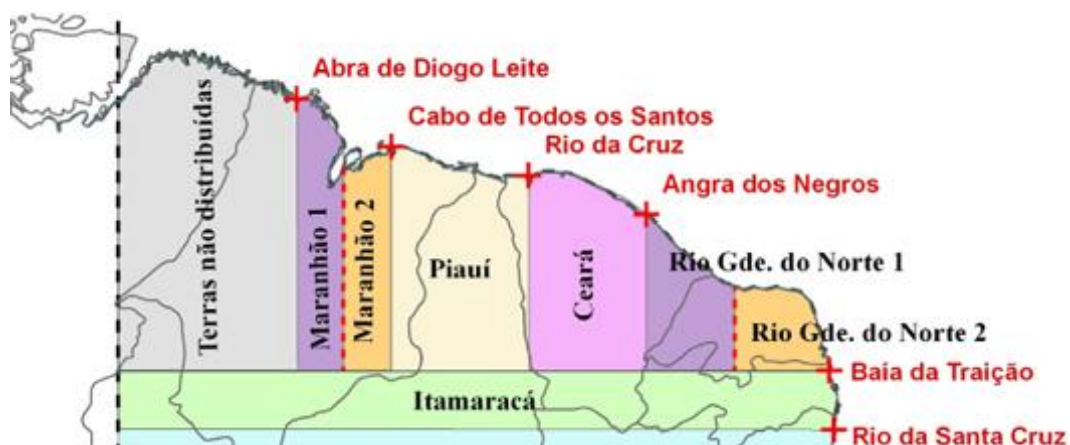 Abra de Diogo Leite
Cabo de Todos os Santos
Rio da Cruz
Angra dos Negros
Terras não distribuídas
Maranhão 1
Maranhão 2
Piauí
Ceará
Rio Gde. do Norte 1
Rio Gde. do Norte 2
Baia da Traição
Itamaracá
Rio da Santa Cruz